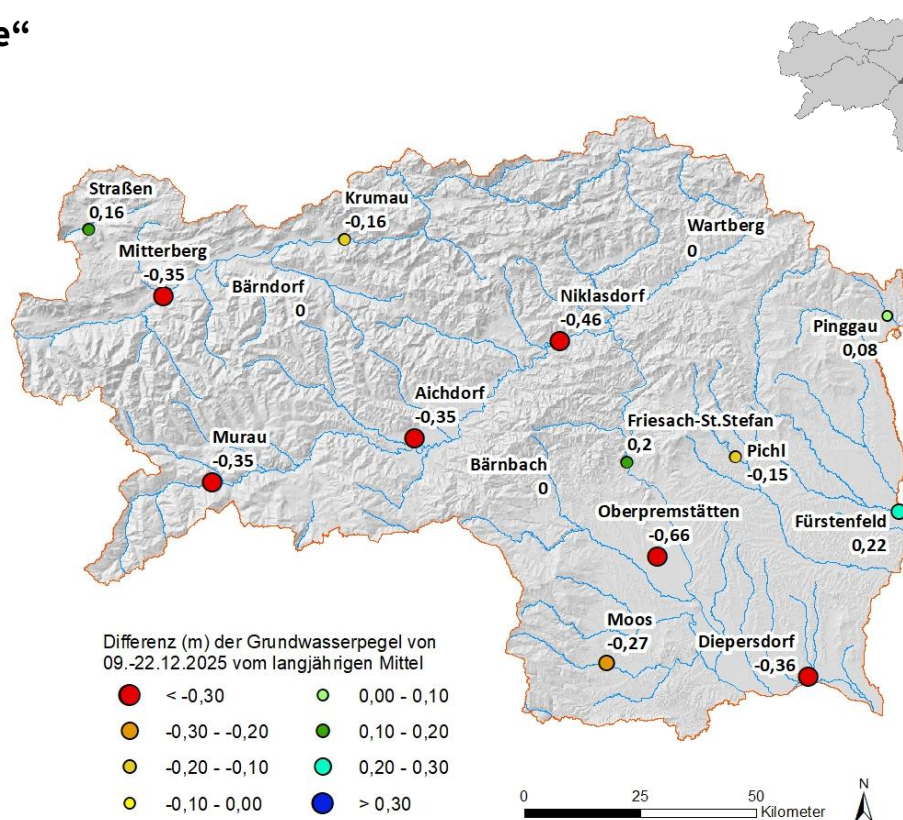 e“
Straßen
0,16
Krumau
-0,16
Wartberg
0
Mitterberg
-0,35
Bärndorf
0
Niklasdorf
-0,46
Pinggau
0,08
Aichdorf
-0,35
Friesach-St.Stefan
0,2
Pichl
-0,15
Murau
-0,35
Bärnbach
0
Oberpremstätten
-0,66
Fürstenfeld
0,22
Moos
-0,27
Diepersdorf
-0,36
Differenz (m) der Grundwasserpegel von
09.-22.12.2025 vom langjährigen Mittel
< -0,30
-0,30 - -0,20
-0,20 - -0,10
-0,10 - 0,00
0,00 - 0,10
0,10 - 0,20
0,20 - 0,30
> 0,30
0 25 50
Kilometer
N